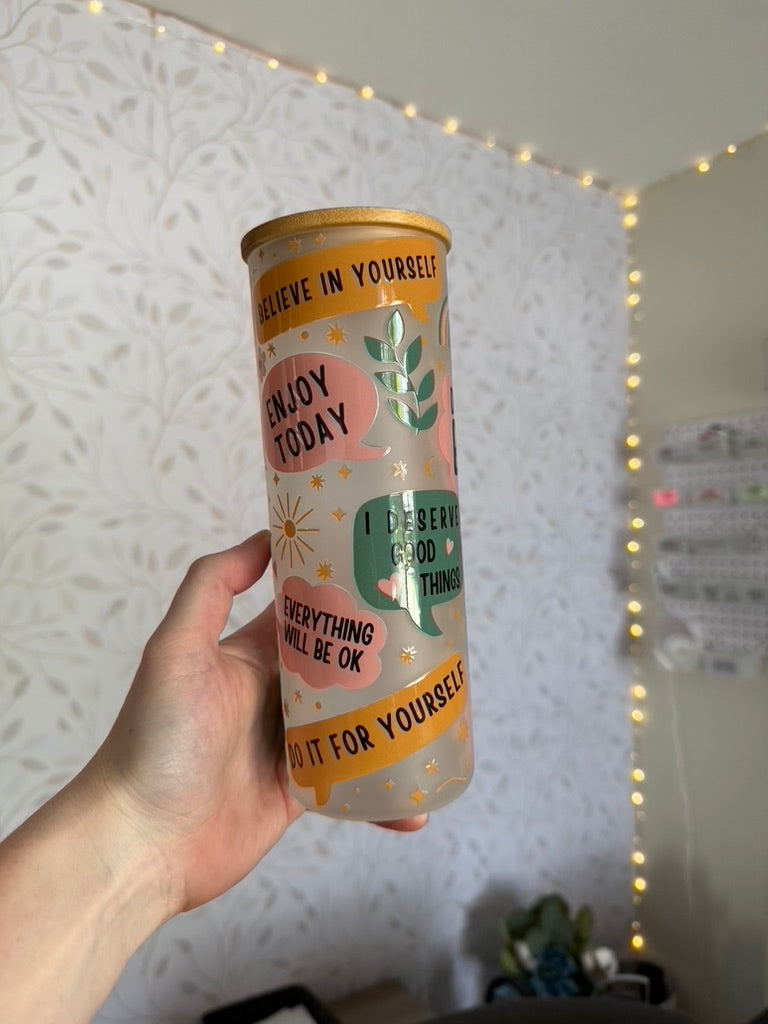 BELIEVE IN YOURSELF
ENJOY
TODAY
I DESERVE
GOOD
THINGS
EVERYTHING
WILL BE OK
DO IT FOR YOURSELF